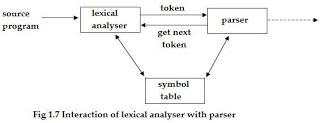 source
program
lexical
analyser
token
get next
token
parser
symbol
table
Fig 1.7 Interaction of lexical analyser with parser